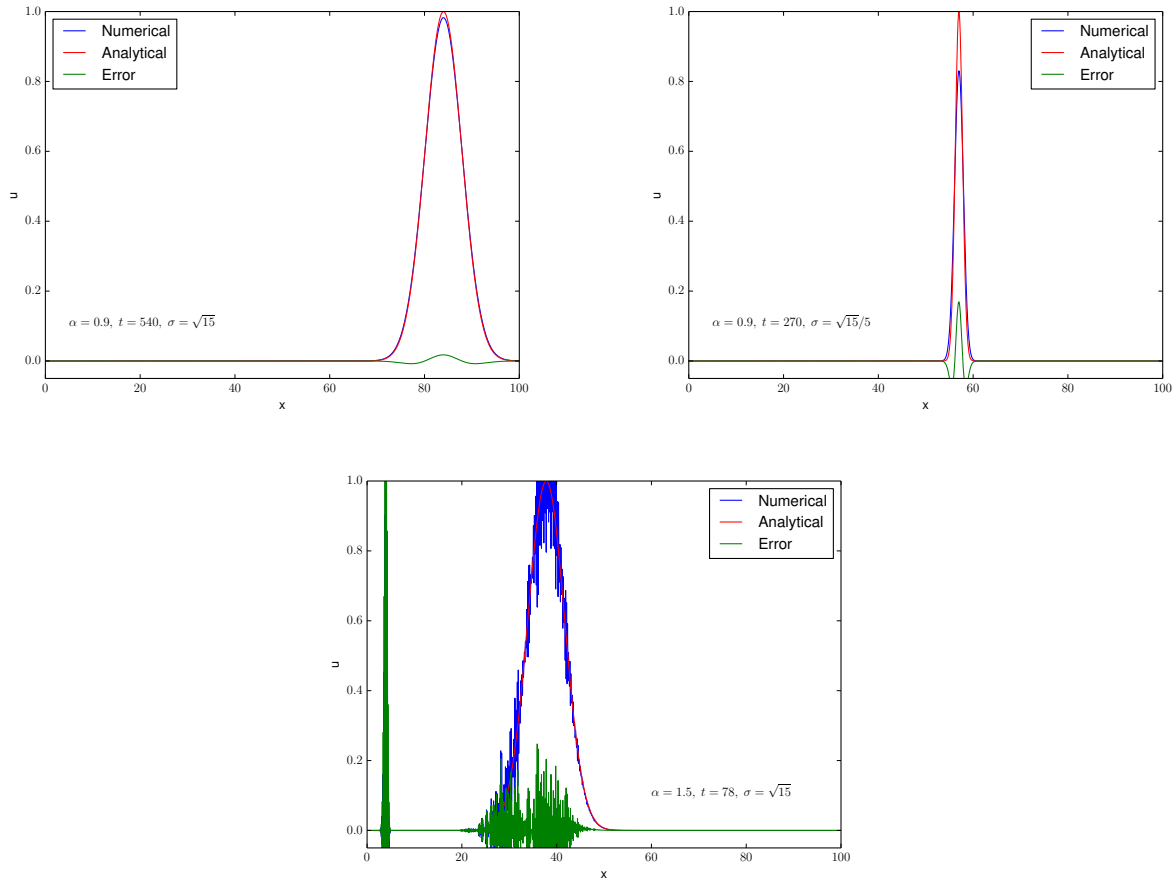 1.0
0.8
0.6
0.4
0.2
0.0
u
Numerical
Analytical
Error
α = 0.9, t = 540, σ = √15
0 20 40 60 80 100
x
1.0
0.8
0.6
0.4
0.2
0.0
u
Numerical
Analytical
Error
α = 0.9, t = 270, σ = √15/5
0 20 40 60 80 100
x
1.0
0.8
0.6
0.4
0.2
0.0
u
Numerical
Analytical
Error
α = 1.5, t = 78, σ = √15
0 20 40 60 80 100
x